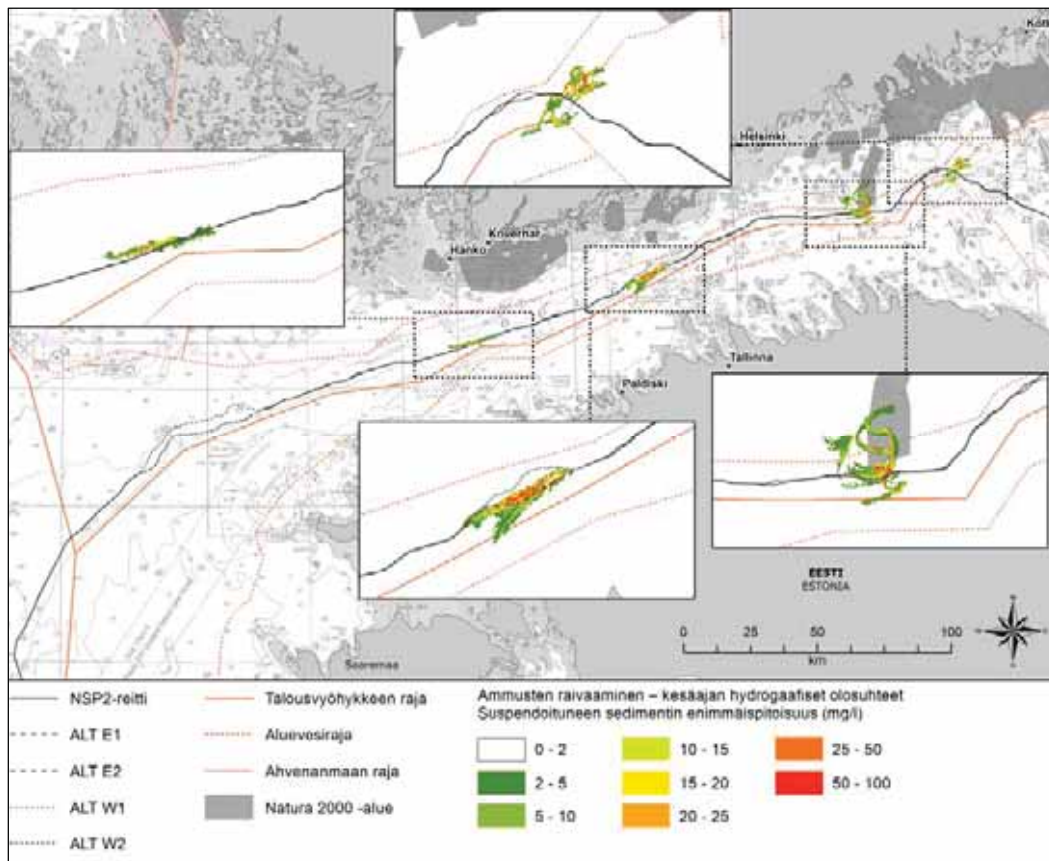 Kotk
Helsinki
Kirjernar
Hanko
Tallinna
Paldiski
EESTI
ESTONIA
Saaremaa
0 25 50 100
km
NSP2-reitti
ALT E1
ALT E2
ALT W1
ALT W2
Talousvyöhykkeen raja
Aluevesiraja
Ahvenanmaan raja
Natura 2000 -alue
Ammusten raivaaminen – kesäajan hydrogaafiset olosuhteet
Suspendoituneen sedimentin enimmäispitoisuus (mg/l)
0 - 2
2 - 5
5 - 10
10 - 15
15 - 20
20 - 25
25 - 50
50 - 100